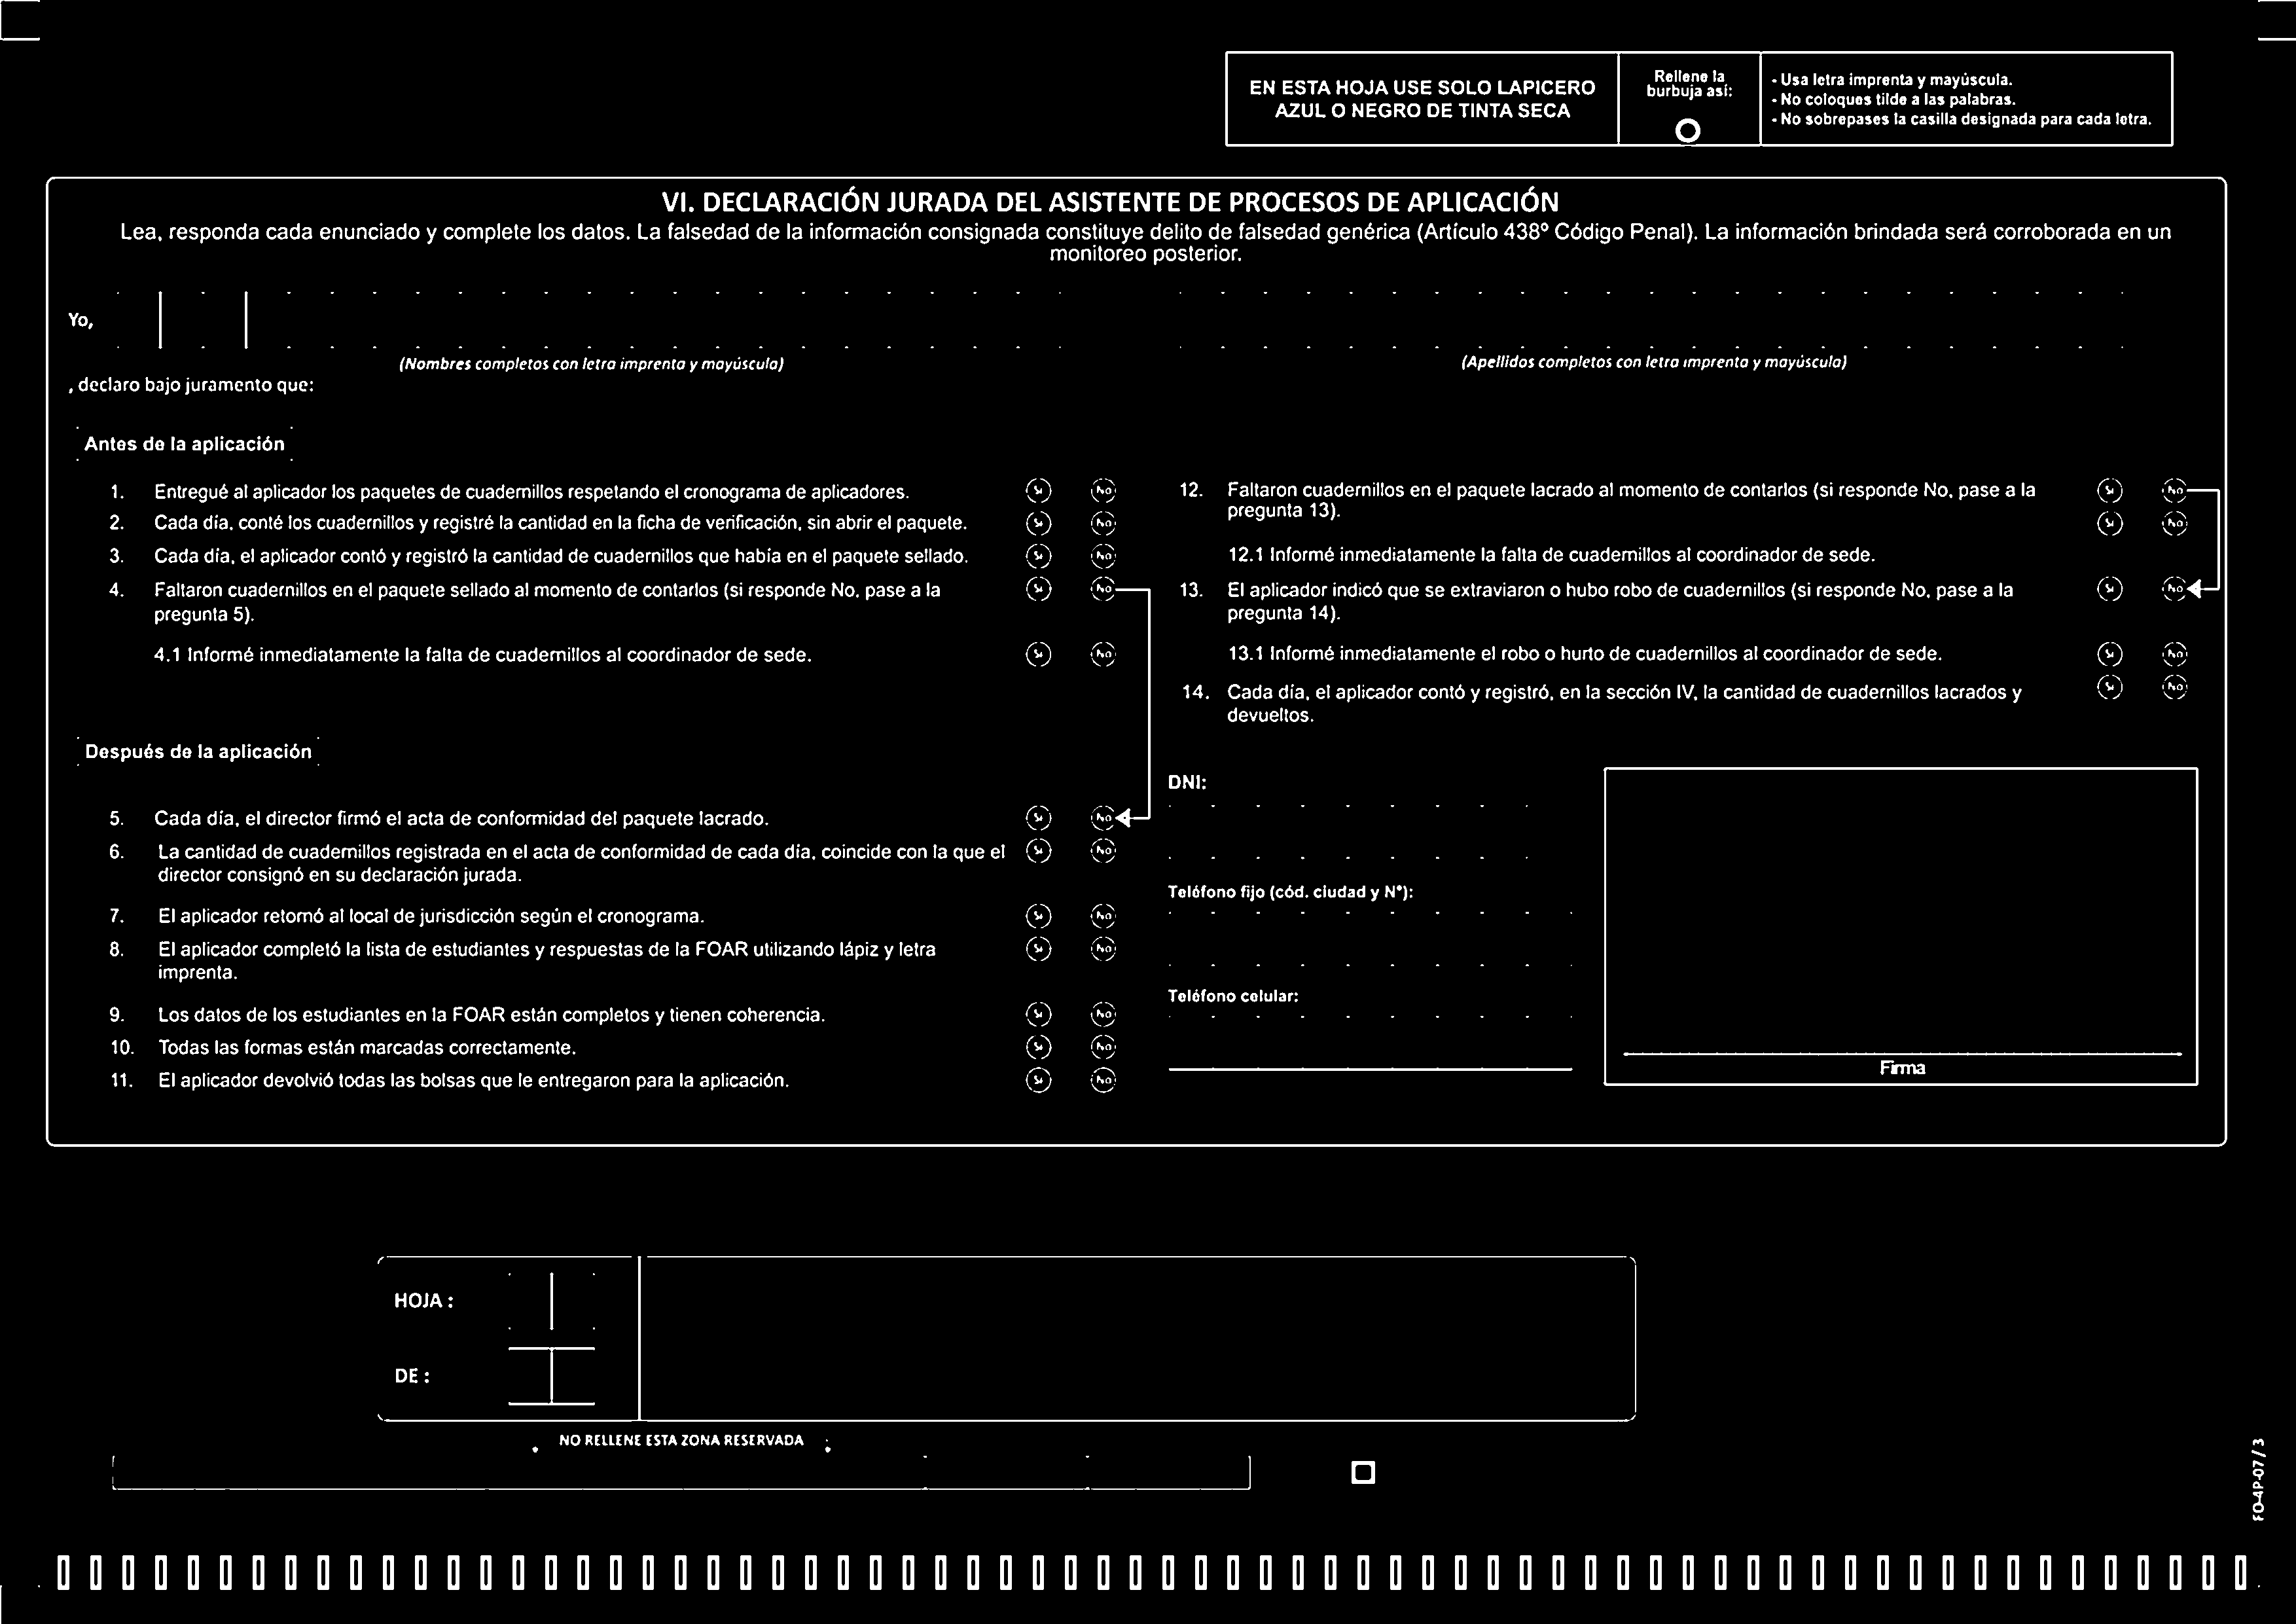 EN ESTA HOJA USE SOLO LAPICERO
AZUL O NEGRO DE TINTA SECA
Rellene la
burbuja así:
- Usa letra imprenta y mayúscula.
- No coloques tilde a las palabras.
- No sobrepases la casilla designada para cada letra.
VI. DECLARACIÓN JURADA DEL ASISTENTE DE PROCESOS DE APLICACIÓN
Lea, responda cada enunciado y complete los datos. La falsedad de la información consignada constituye delito de falsedad genérica (Artículo 438º Código Penal). La información brindada será corroborada en un
monitoreo posterior.
Yo,
(Nombres completos con letra imprenta y mayúscula)
(Apellidos completos con letra imprenta y mayúscula)
, declaro bajo juramento que:
Antes de la aplicación
1. Entregué al aplicador los paquetes de cuadernillos respetando el cronograma de aplicadores. Si No
2. Cada día, conté los cuadernillos y registré la cantidad en la ficha de verificación, sin abrir el paquete. Si No
3. Cada día, el aplicador contó y registró la cantidad de cuadernillos que había en el paquete sellado. Si No
4. Faltaron cuadernillos en el paquete sellado al momento de contarlos (si responde No, pase a la Si No
pregunta 5).
4.1 Informé inmediatamente la falta de cuadernillos al coordinador de sede. Si No
Después de la aplicación
5. Cada día, el director firmó el acta de conformidad del paquete lacrado. Si No
6. La cantidad de cuadernillos registrada en el acta de conformidad de cada día, coincide con la que el Si No
director consignó en su declaración jurada.
7. El aplicador retornó al local de jurisdicción según el cronograma. Si No
8. El aplicador completó la lista de estudiantes y respuestas de la FOAR utilizando lápiz y letra Si No
imprenta.
9. Los datos de los estudiantes en la FOAR están completos y tienen coherencia. Si No
10. Todas las formas están marcadas correctamente. Si No
11. El aplicador devolvió todas las bolsas que le entregaron para la aplicación. Si No
12. Faltaron cuadernillos en el paquete lacrado al momento de contarlos (si responde No, pase a la Si No
pregunta 13). Si No
12.1 Informé inmediatamente la falta de cuadernillos al coordinador de sede.
13. El aplicador indicó que se extraviaron o hubo robo de cuadernillos (si responde No, pase a la Si No
pregunta 14).
13.1 Informé inmediatamente el robo o hurto de cuadernillos al coordinador de sede. Si No
14. Cada día, el aplicador contó y registró, en la sección IV, la cantidad de cuadernillos lacrados y Si No
devueltos.
DNI:
Teléfono fijo (cód. ciudad y N°):
Teléfono celular:
Firma
HOJA :
DE :
NO RELLENE ESTA ZONA RESERVADA
FO-4P-07 / 3